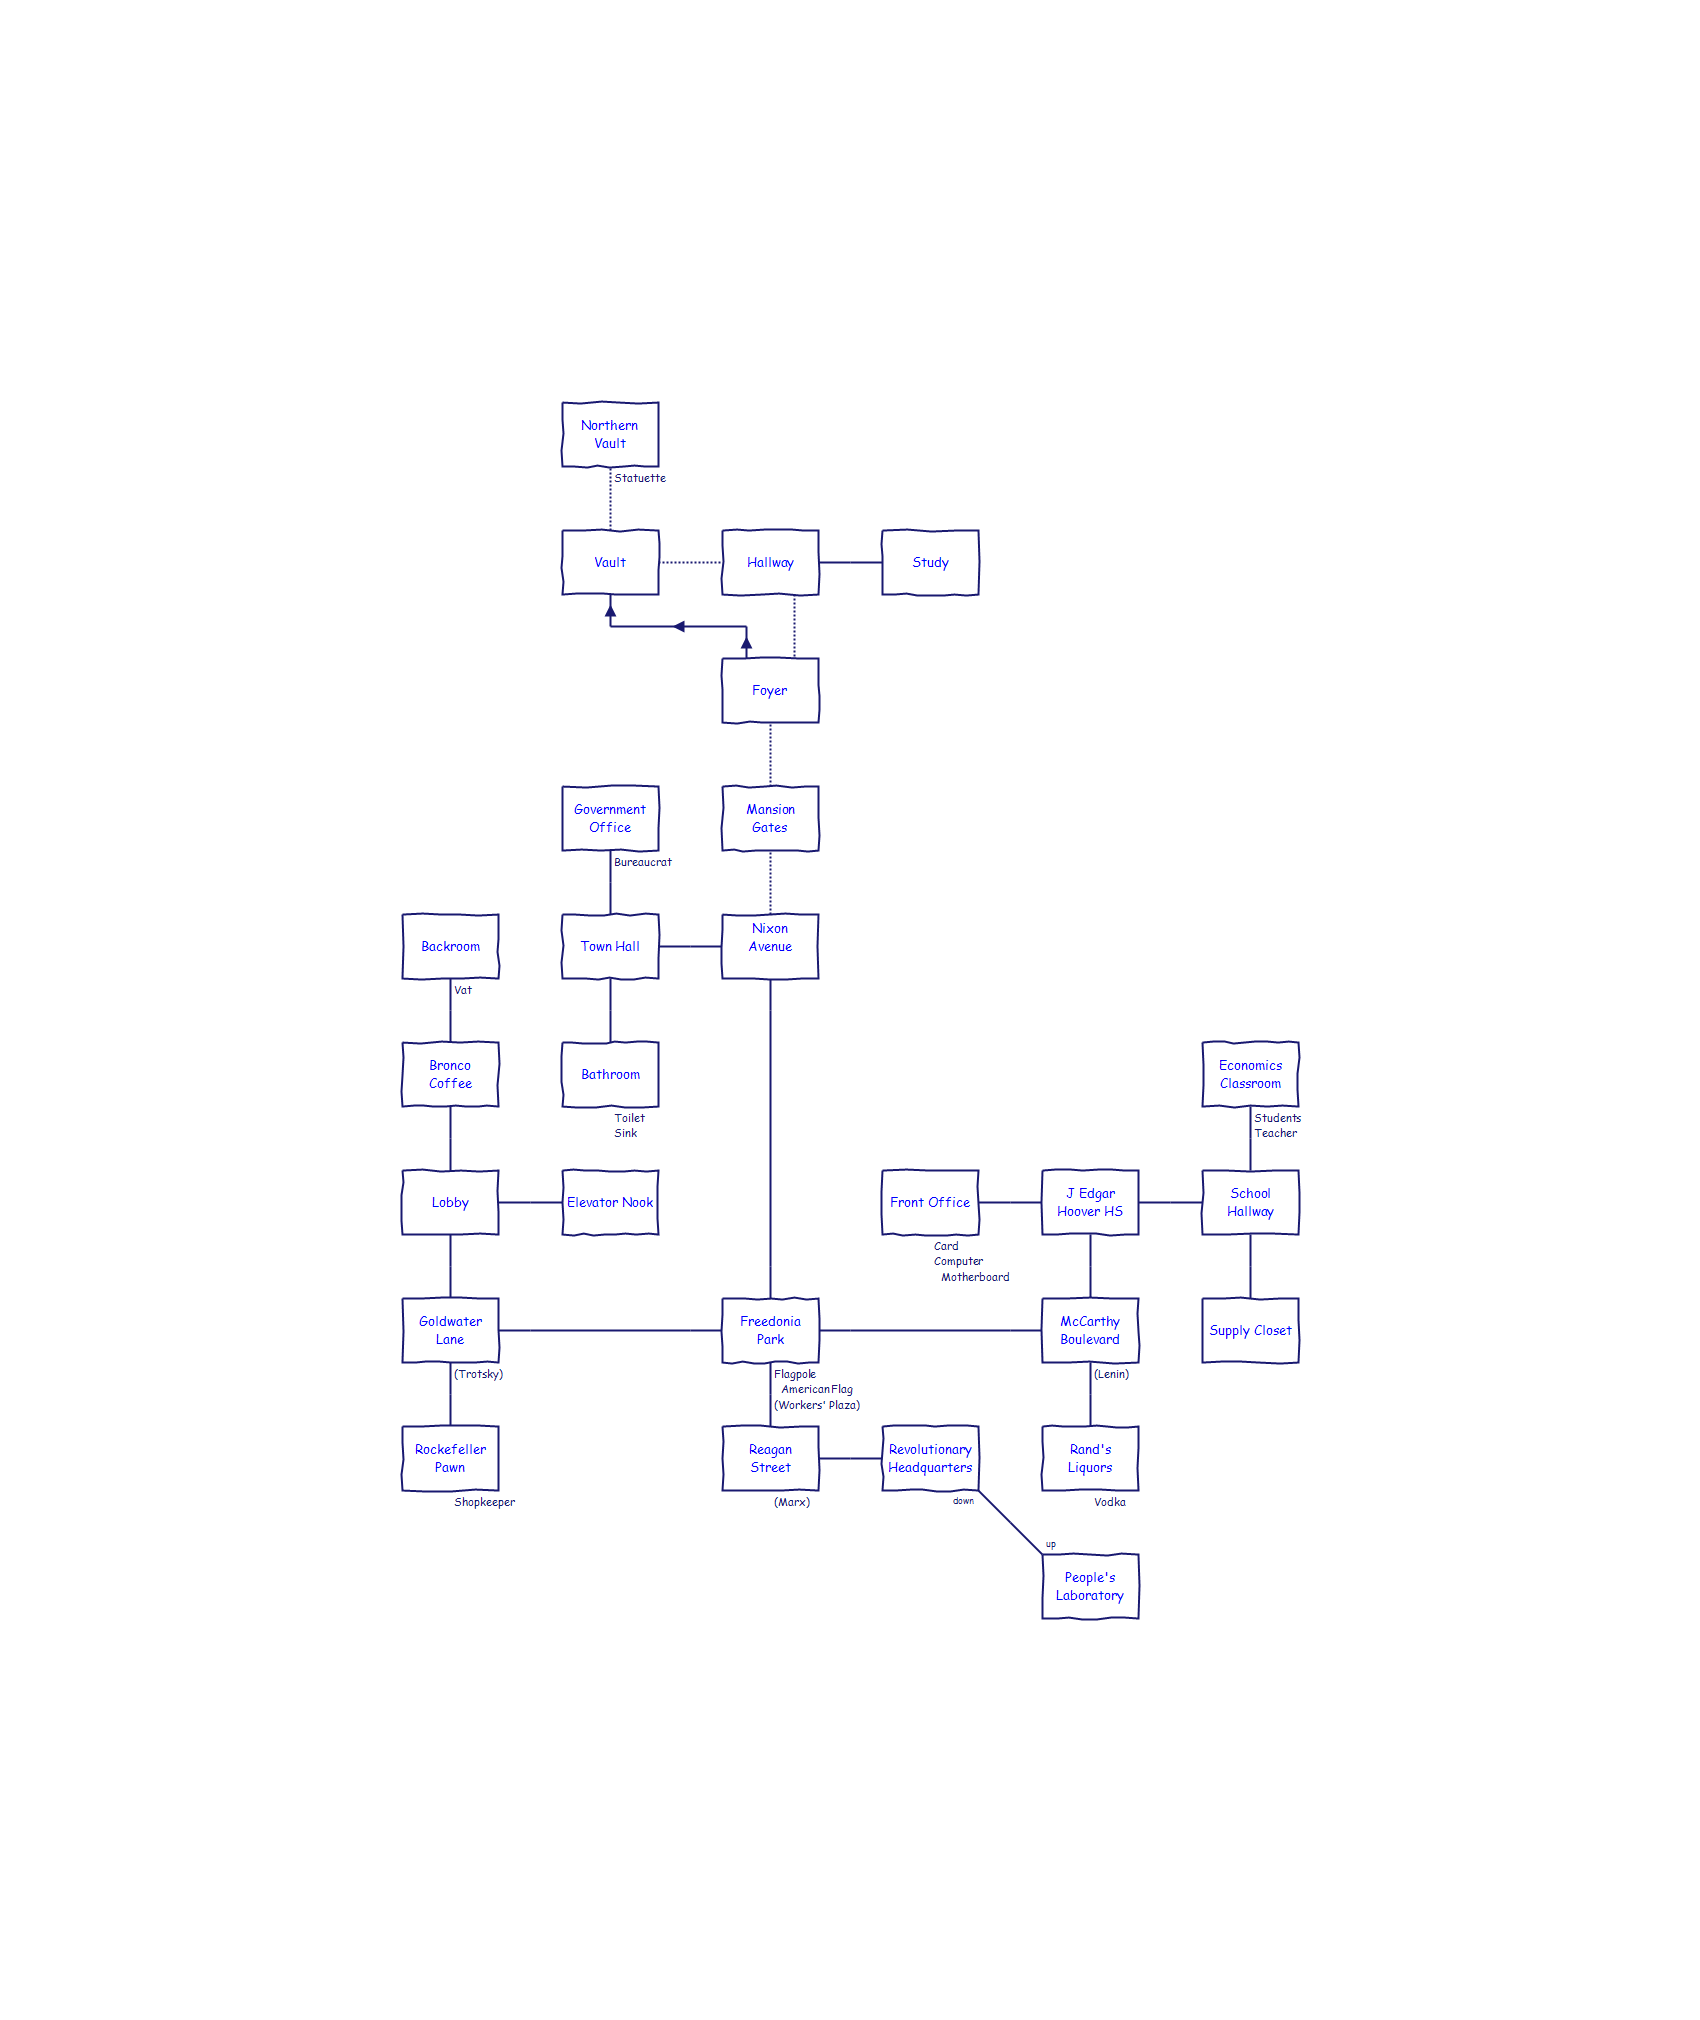 Northern
Vault
Statuette
Vault
Hallway
Study
Foyer
Government
Office
Mansion
Gates
Bureaucrat
Backroom
Town Hall
Nixon
Avenue
Vat
Bronco
Coffee
Bathroom
Economics
Classroom
Toilet
Sink
Students
Teacher
Lobby
Elevator Nook
Front Office
J Edgar
Hoover HS
School
Hallway
Card
Computer
Motherboard
Goldwater
Lane
Freedonia
Park
McCarthy
Boulevard
Supply Closet
(Trotsky)
Flagpole
American Flag
(Workers' Plaza)
(Lenin)
Rockefeller
Pawn
Reagan
Street
Revolutionary
Headquarters
Rand's
Liquors
Shopkeeper
(Marx)
down
Vodka
up
People's
Laboratory